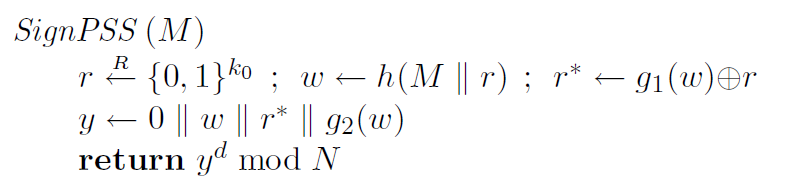 SignPSS (M)
r ←R {0, 1}^k₀ ; w ← h(M ∥ r) ; r* ← g₁(w)⊕r
y ← 0 ∥ w ∥ r* ∥ g₂(w)
return y^d mod N